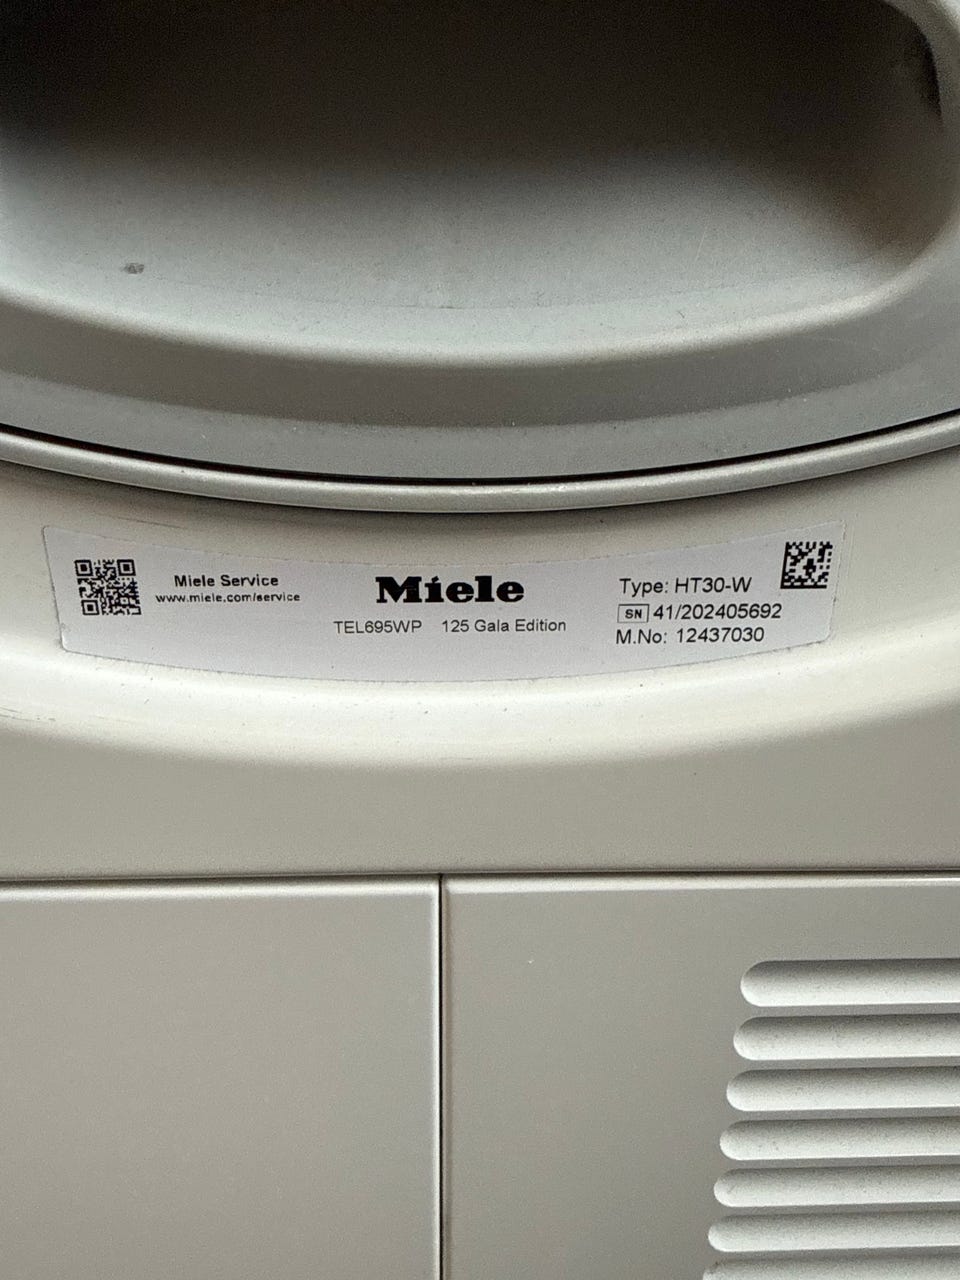 Miele Service
www.miele.com/service
Miele
TEL695WP 125 Gala Edition
Type: HT30-W
SN 41/202405692
M.No: 12437030